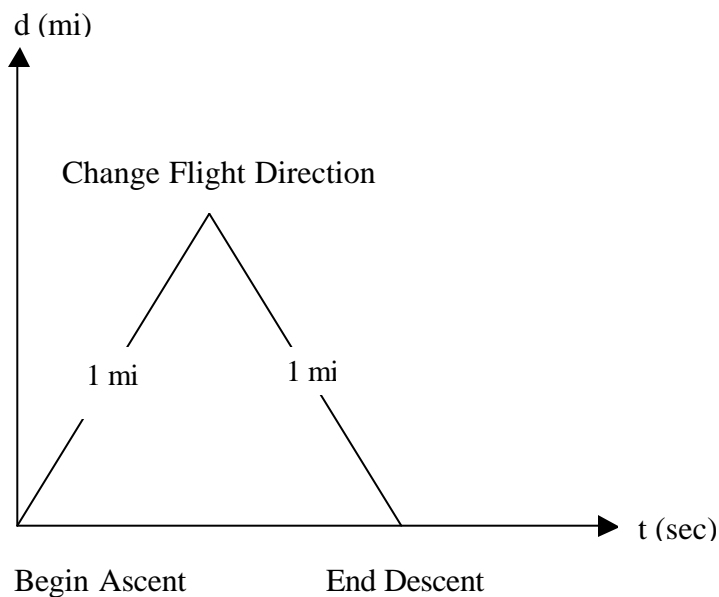 d (mi)
Change Flight Direction
1 mi 1 mi
t (sec)
Begin Ascent End Descent